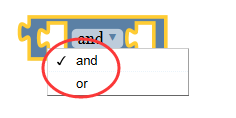 and ▼
✓ and
or